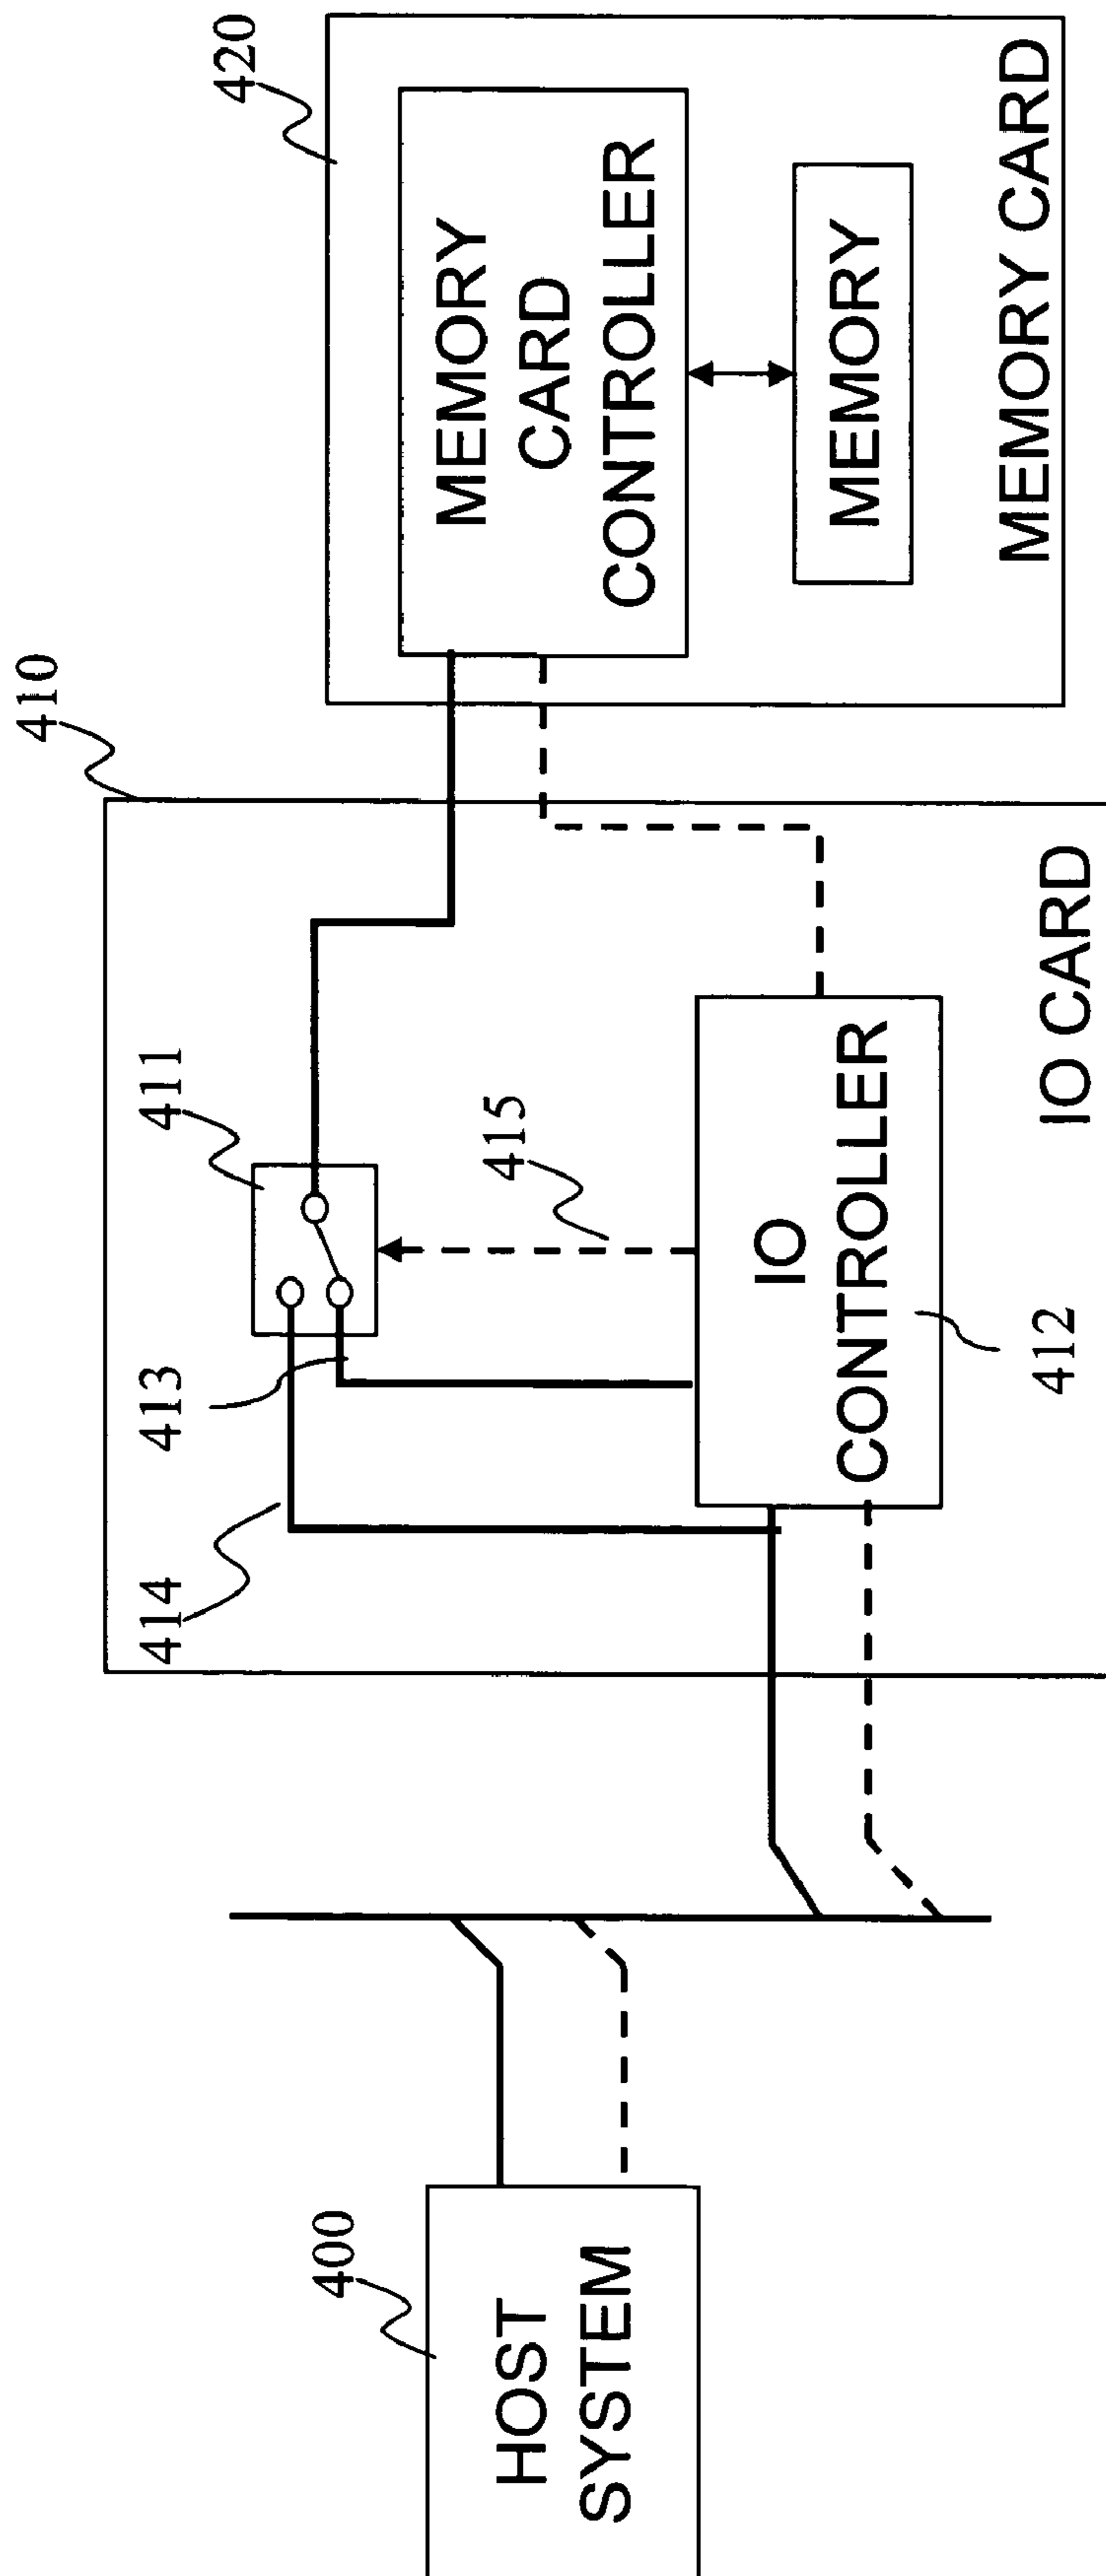 400
HOST
SYSTEM
410
414
413
411
415
IO
CONTROLLER
412
IO CARD
420
MEMORY
CARD
CONTROLLER
MEMORY
MEMORY CARD